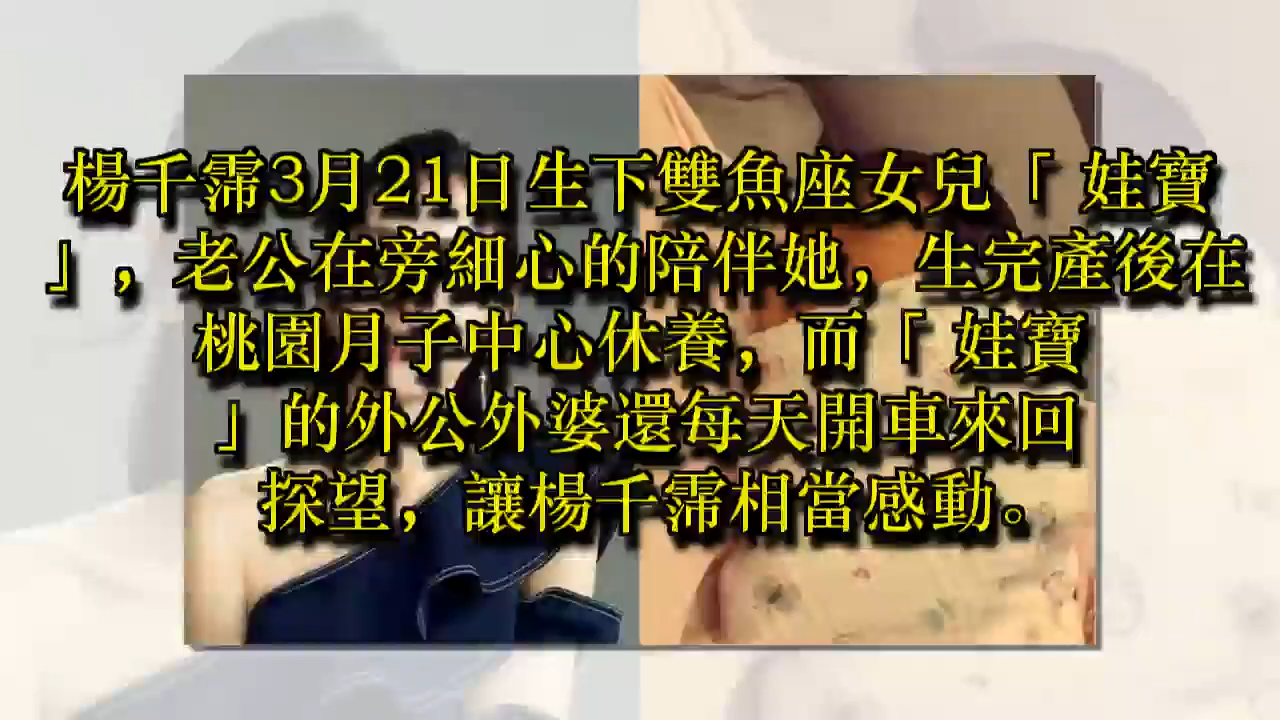 楊千霈3月21日生下雙魚座女兒「 娃寶
」，老公在旁細心的陪伴她，生完產後在
桃園月子中心休養，而「 娃寶
」的外公外婆還每天開車來回
探望，讓楊千霈相當感動。